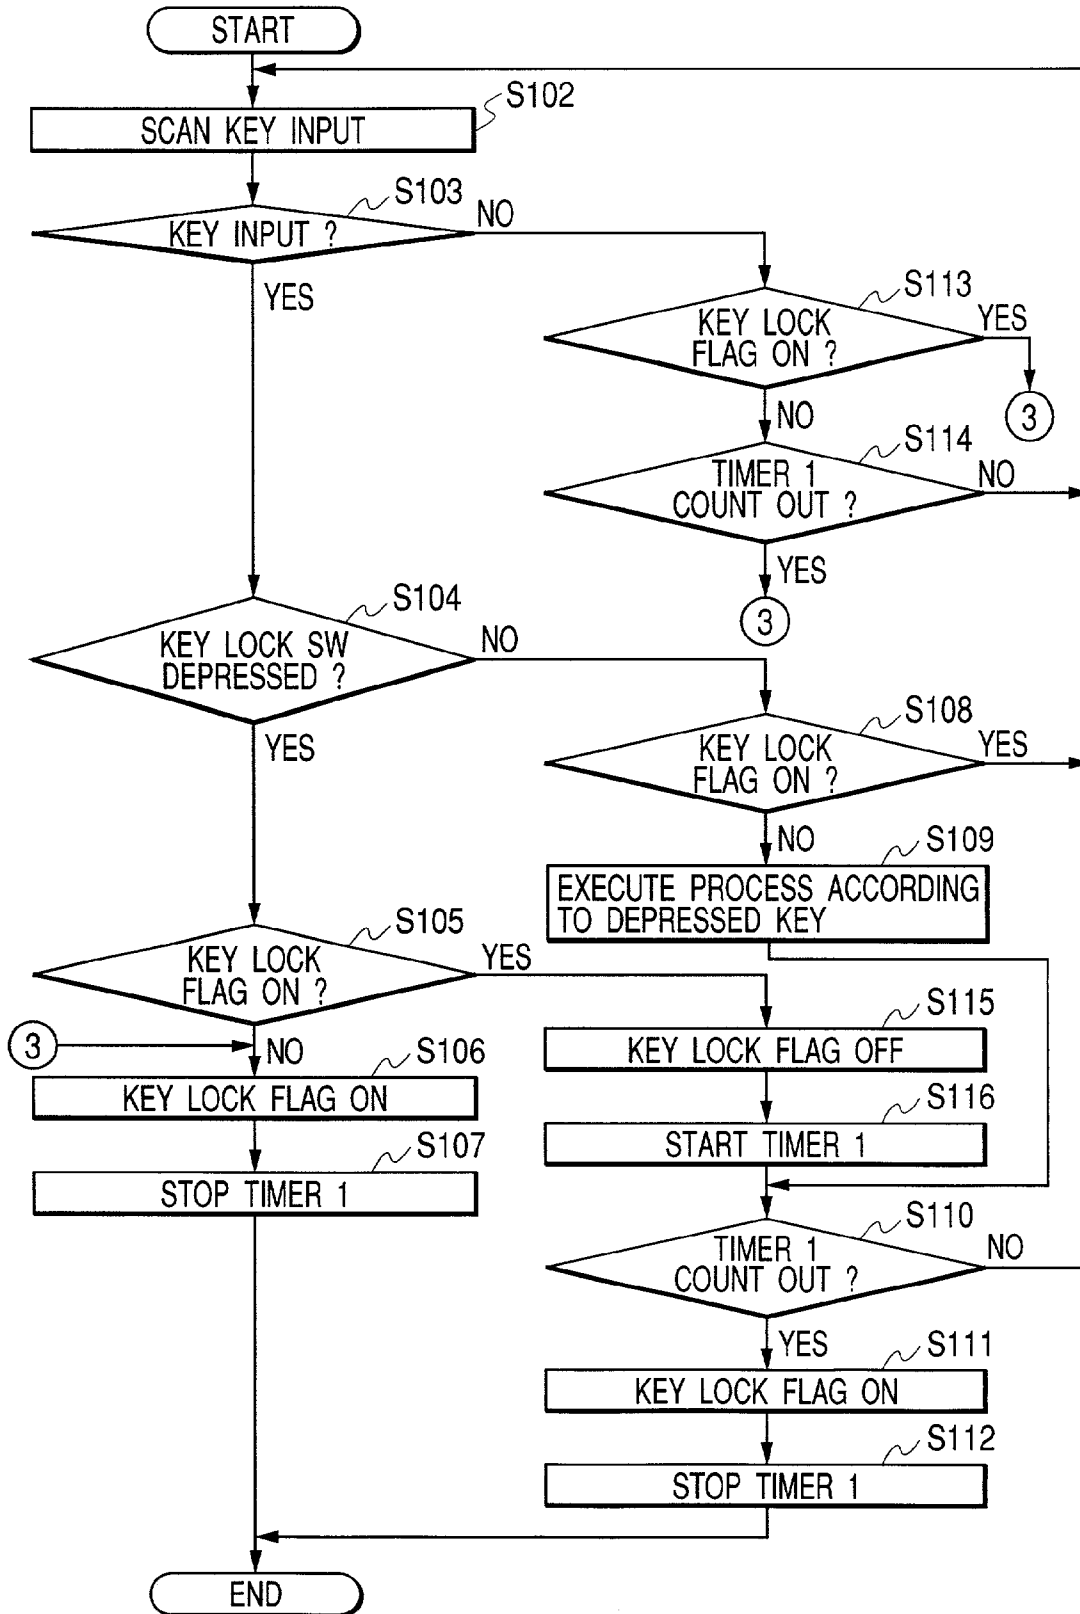 START
S102
SCAN KEY INPUT
S103
KEY INPUT ?
NO
YES
S113
KEY LOCK
FLAG ON ?
YES
3
NO
S114
TIMER 1
COUNT OUT ?
NO
YES
3
S104
KEY LOCK SW
DEPRESSED ?
NO
YES
S108
KEY LOCK
FLAG ON ?
YES
NO
S109
EXECUTE PROCESS ACCORDING
TO DEPRESSED KEY
S105
KEY LOCK
FLAG ON ?
YES
3
NO
S106
KEY LOCK FLAG ON
S107
STOP TIMER 1
S115
KEY LOCK FLAG OFF
S116
START TIMER 1
S110
TIMER 1
COUNT OUT ?
NO
YES
S111
KEY LOCK FLAG ON
S112
STOP TIMER 1
END